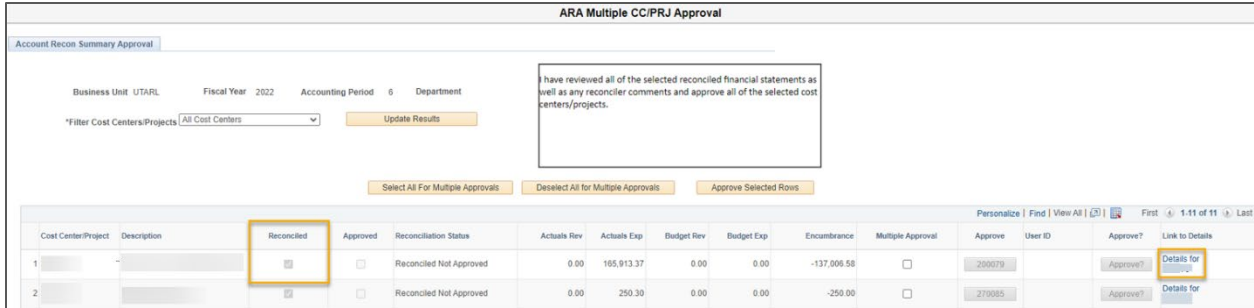 ARA Multiple CC/PRJ Approval
Account Recon Summary Approval
Business Unit UTARL Fiscal Year 2022 Accounting Period 6 Department
*Filter Cost Centers/Projects All Cost Centers Update Results
I have reviewed all of the selected reconciled financial statements as
well as any reconciler comments and approve all of the selected cost
centers/projects.
Select All For Multiple Approvals Deselect All for Multiple Approvals Approve Selected Rows
Personalize | Find | View All | First 1-11 of 11 Last
Cost Center/Project Description Reconciled Approved Reconciliation Status Actuals Rev Actuals Exp Budget Rev Budget Exp Encumbrance Multiple Approval Approve User ID Approve? Link to Details
1 Reconciled Not Approved 0.00 165,913.37 0.00 0.00 -137,006.58 200079 Approve? Details for
2 Reconciled Not Approved 0.00 250.30 0.00 0.00 -250.00 270085 Approve? Details for